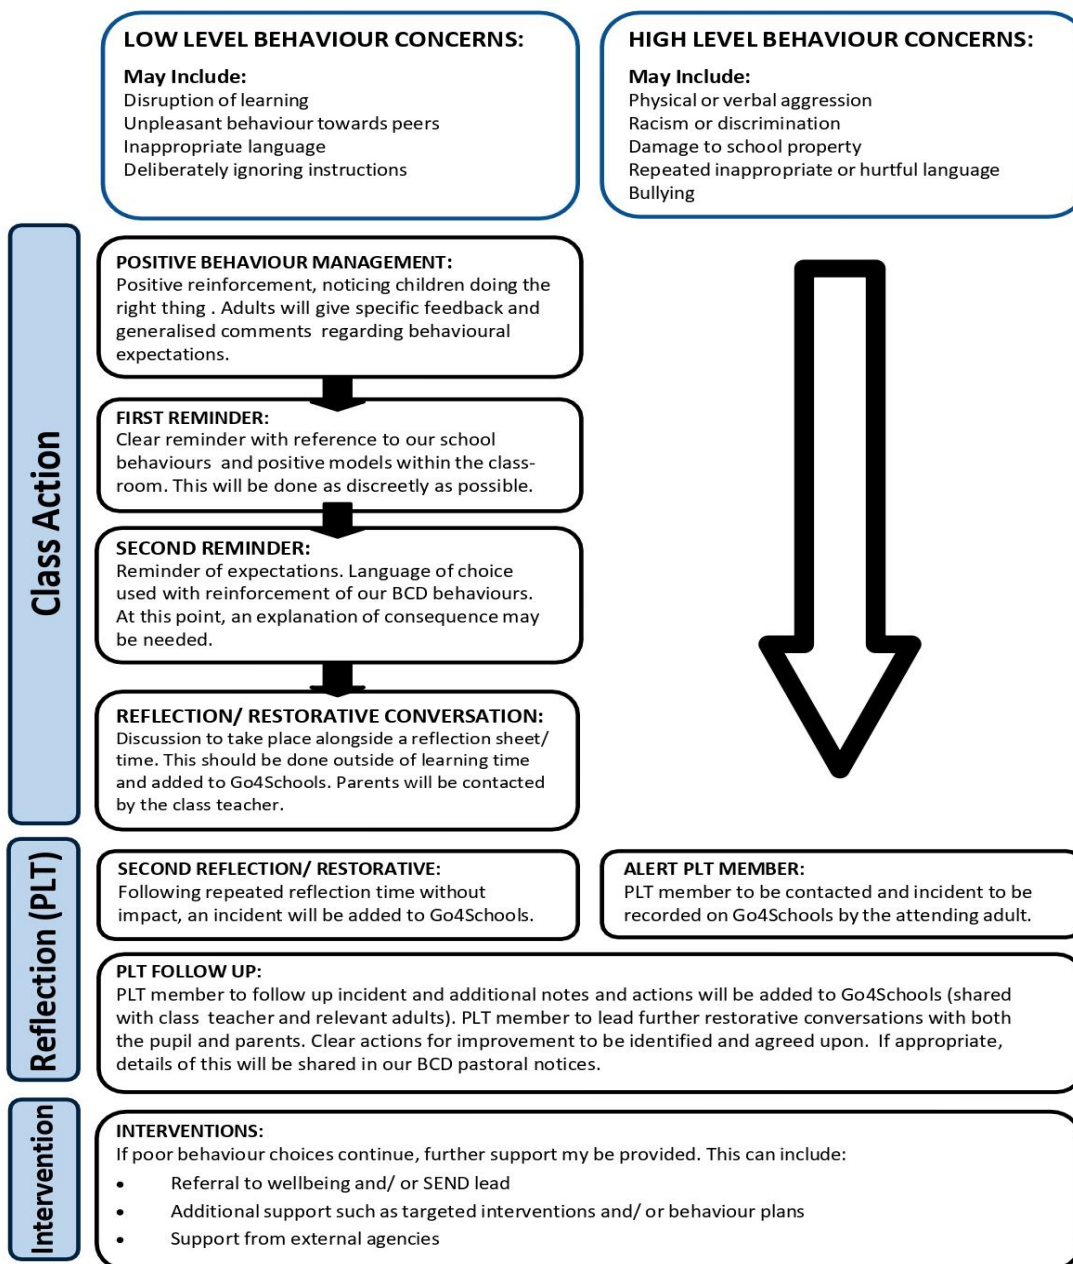 LOW LEVEL BEHAVIOUR CONCERNS:
May Include:
Disruption of learning
Unpleasant behaviour towards peers
Inappropriate language
Deliberately ignoring instructions
HIGH LEVEL BEHAVIOUR CONCERNS:
May Include:
Physical or verbal aggression
Racism or discrimination
Damage to school property
Repeated inappropriate or hurtful language
Bullying
Class Action
POSITIVE BEHAVIOUR MANAGEMENT:
Positive reinforcement, noticing children doing the
right thing . Adults will give specific feedback and
generalised comments regarding behavioural
expectations.
FIRST REMINDER:
Clear reminder with reference to our school
behaviours and positive models within the class-
room. This will be done as discreetly as possible.
SECOND REMINDER:
Reminder of expectations. Language of choice
used with reinforcement of our BCD behaviours.
At this point, an explanation of consequence may
be needed.
REFLECTION/ RESTORATIVE CONVERSATION:
Discussion to take place alongside a reflection sheet/
time. This should be done outside of learning time
and added to Go4Schools. Parents will be contacted
by the class teacher.
Reflection (PLT)
SECOND REFLECTION/ RESTORATIVE:
Following repeated reflection time without
impact, an incident will be added to Go4Schools.
ALERT PLT MEMBER:
PLT member to be contacted and incident to be
recorded on Go4Schools by the attending adult.
PLT FOLLOW UP:
PLT member to follow up incident and additional notes and actions will be added to Go4Schools (shared
with class teacher and relevant adults). PLT member to lead further restorative conversations with both
the pupil and parents. Clear actions for improvement to be identified and agreed upon. If appropriate,
details of this will be shared in our BCD pastoral notices.
Intervention
INTERVENTIONS:
If poor behaviour choices continue, further support my be provided. This can include:
• Referral to wellbeing and/ or SEND lead
• Additional support such as targeted interventions and/ or behaviour plans
• Support from external agencies